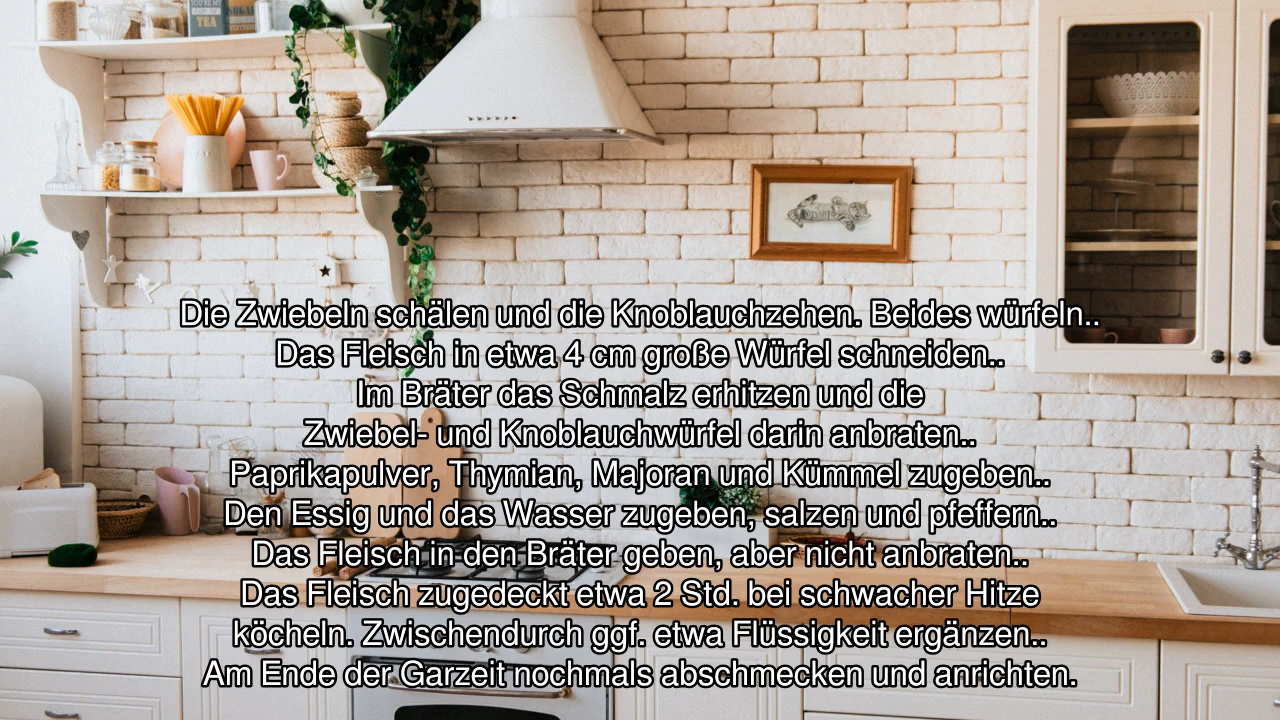 TEA
Die Zwiebeln schälen und die Knoblauchzehen. Beides würfeln..
Das Fleisch in etwa 4 cm große Würfel schneiden..
Im Bräter das Schmalz erhitzen und die
Zwiebel- und Knoblauchwürfel darin anbraten..
Paprikapulver, Thymian, Majoran und Kümmel zugeben..
Den Essig und das Wasser zugeben, salzen und pfeffern..
Das Fleisch in den Bräter geben, aber nicht anbraten..
Das Fleisch zugedeckt etwa 2 Std. bei schwacher Hitze
köcheln. Zwischendurch ggf. etwa Flüssigkeit ergänzen..
Am Ende der Garzeit nochmals abschmecken und anrichten.